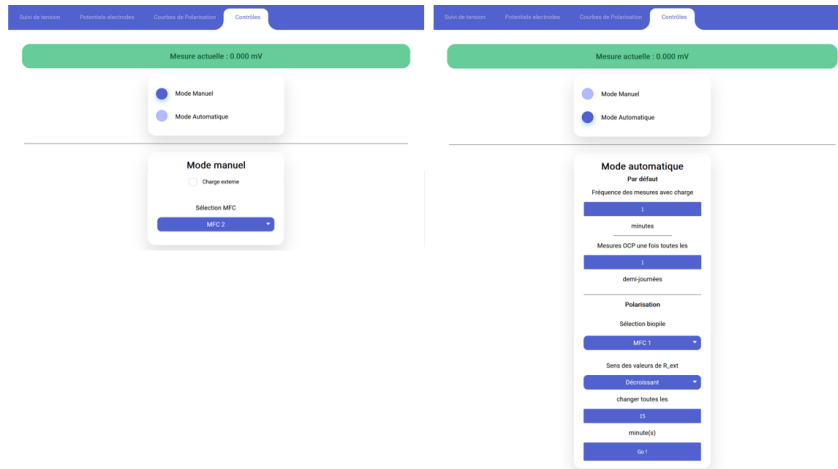 Suivi de tension Potentiels electrodes Courbes de Polarisation Contrôles
Mesure actuelle : 0.000 mV
Mode Manuel
Mode Automatique
Mode manuel
Charge externe
Sélection MFC
MFC 2
Suivi de tension Potentiels electrodes Courbes de Polarisation Contrôles
Mesure actuelle : 0.000 mV
Mode Manuel
Mode Automatique
Mode automatique
Par défaut
Fréquence des mesures avec charge
1
minutes
Mesures OCP une fois toutes les
1
demi-journées
Polarisation
Sélection biopile
MFC 1
Sens des valeurs de R_ext
Décroissant
changer toutes les
15
minute(s)
Go !